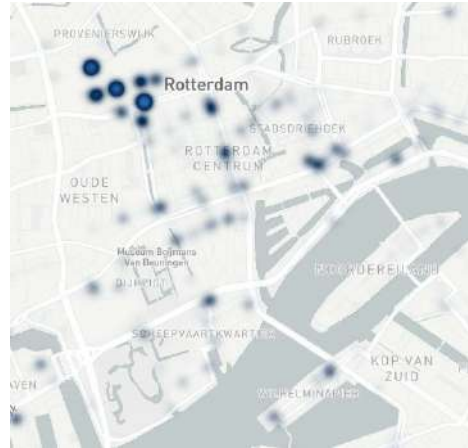 PROVENIERSWIJK
RUBROEK
Rotterdam
STADSDRIEHOEK
ROTTERDAM
CENTRUM
OUDE
WESTEN
Museum Boijmans
Van Beuningen
DIJKZIGT
NOORDEREILAND
SCHEEPVAARTKWARTIER
KOP VAN
ZUID
WILHELMINAPIER
AVEN